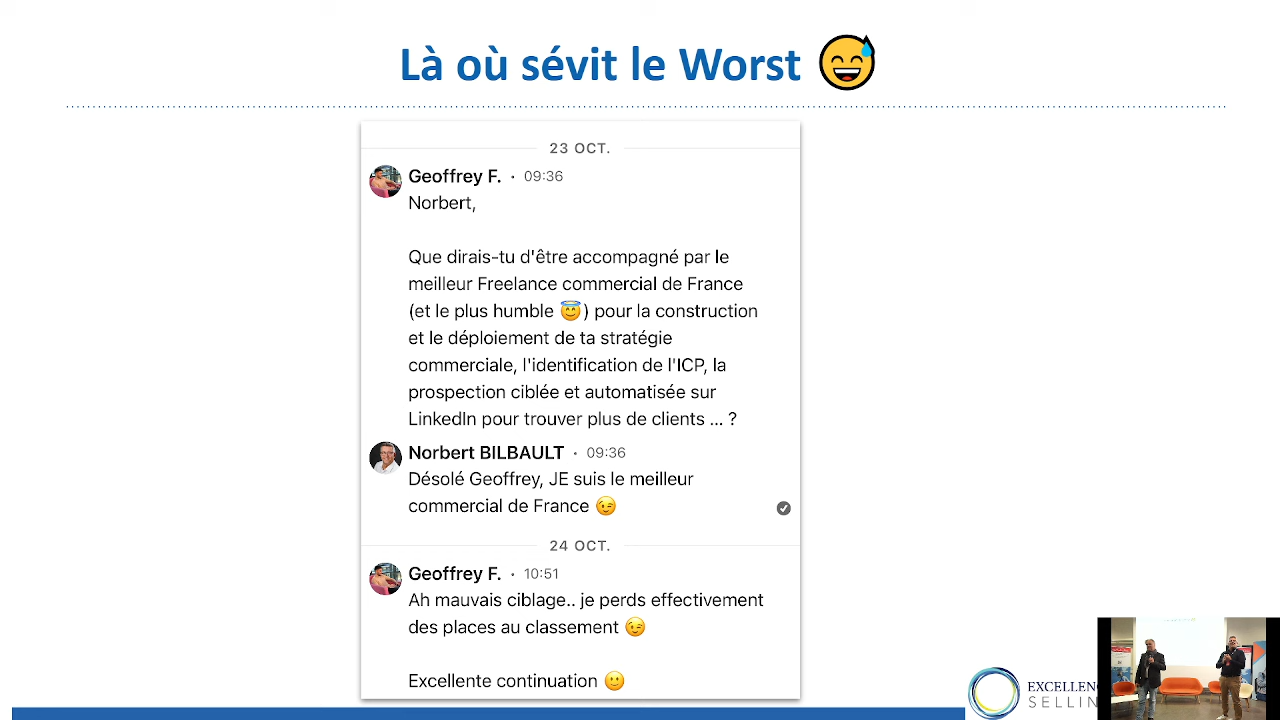 Là où sévit le Worst 😅
23 OCT.
Geoffrey F. · 09:36
Norbert,
Que dirais-tu d'être accompagné par le
meilleur Freelance commercial de France
(et le plus humble 😇) pour la construction
et le déploiement de ta stratégie
commerciale, l'identification de l'ICP, la
prospection ciblée et automatisée sur
LinkedIn pour trouver plus de clients ... ?
Norbert BILBAULT · 09:36
Désolé Geoffrey, JE suis le meilleur
commercial de France 😉
24 OCT.
Geoffrey F. · 10:51
Ah mauvais ciblage.. je perds effectivement
des places au classement 😉
Excellente continuation 🙂
EXCELLEN
SELLIN